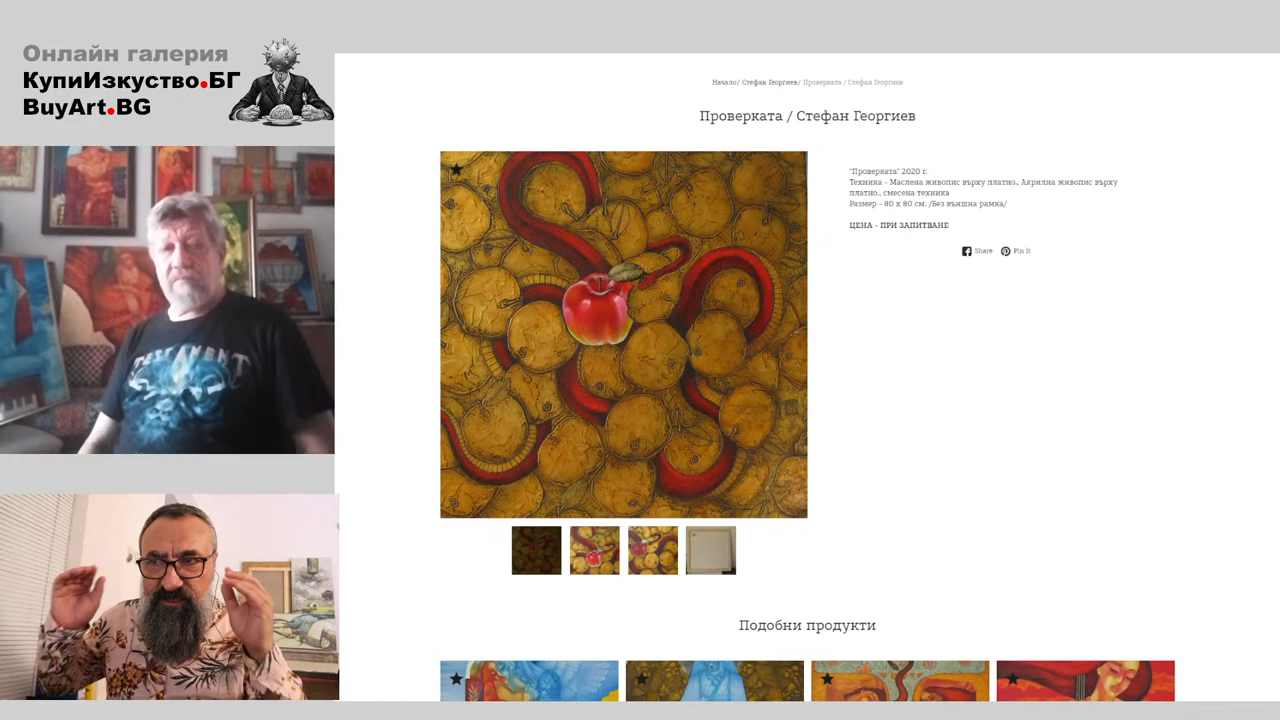 Онлайн галерия
КупиИзкуство.БГ
BuyArt.BG
Начало/ Стефан Георгиев/ Проверката / Стефан Георгиев
Проверката / Стефан Георгиев
"Проверката" 2020 г.
Техника - Маслена живопис върху платно., Акрилна живопис върху
платно., смесена техника
Размер - 80 х 80 см. /Без външна рамка/
ЦЕНА - ПРИ ЗАПИТВАНЕ
Share Pin it
TESTAMENT
Подобни продукти